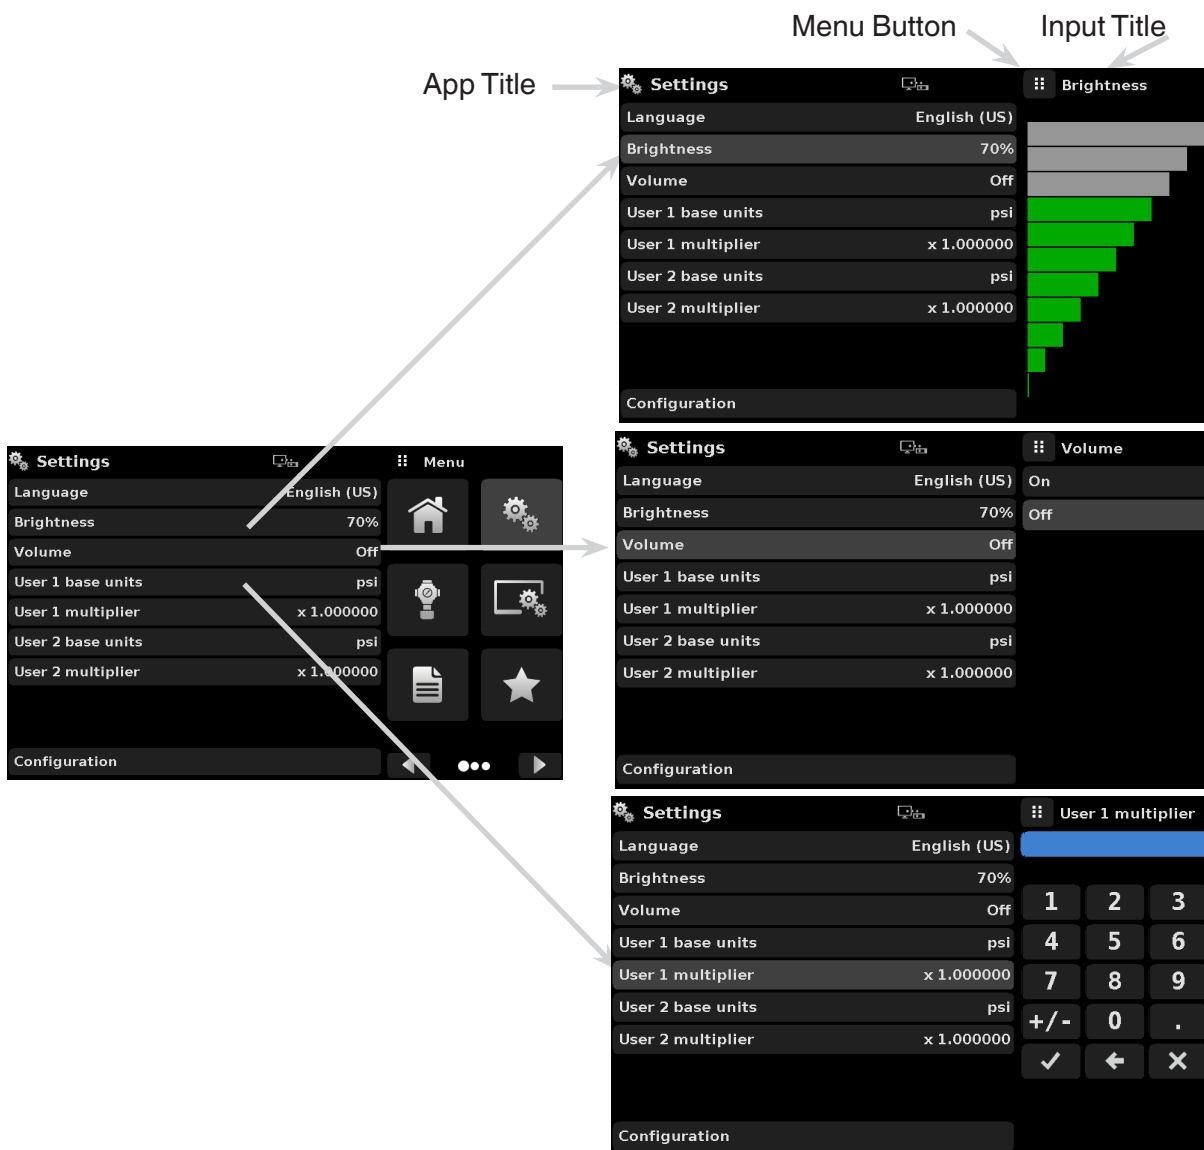 Menu Button
Input Title
App Title
Settings
Brightness
Language English (US)
Brightness 70%
Volume Off
User 1 base units psi
User 1 multiplier x 1.000000
User 2 base units psi
User 2 multiplier x 1.000000
Configuration
Settings
Menu
Language English (US)
Brightness 70%
Volume Off
User 1 base units psi
User 1 multiplier x 1.000000
User 2 base units psi
User 2 multiplier x 1.000000
Configuration
Settings
Volume
Language English (US)
On
Brightness 70%
Off
Volume Off
User 1 base units psi
User 1 multiplier x 1.000000
User 2 base units psi
User 2 multiplier x 1.000000
Configuration
Settings
User 1 multiplier
Language English (US)
Brightness 70%
Volume Off
User 1 base units psi
User 1 multiplier x 1.000000
User 2 base units psi
User 2 multiplier x 1.000000
Configuration
1 2 3
4 5 6
7 8 9
+/- 0 .